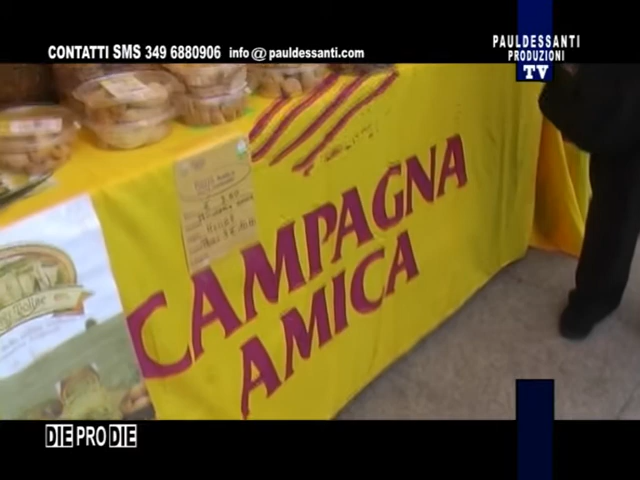 CONTATTI SMS 349 6880906 info@pauldessanti.com
PAULDESSANTI
PRODUZIONI
TV
CAMPAGNA
AMICA
DIE PRO DIE